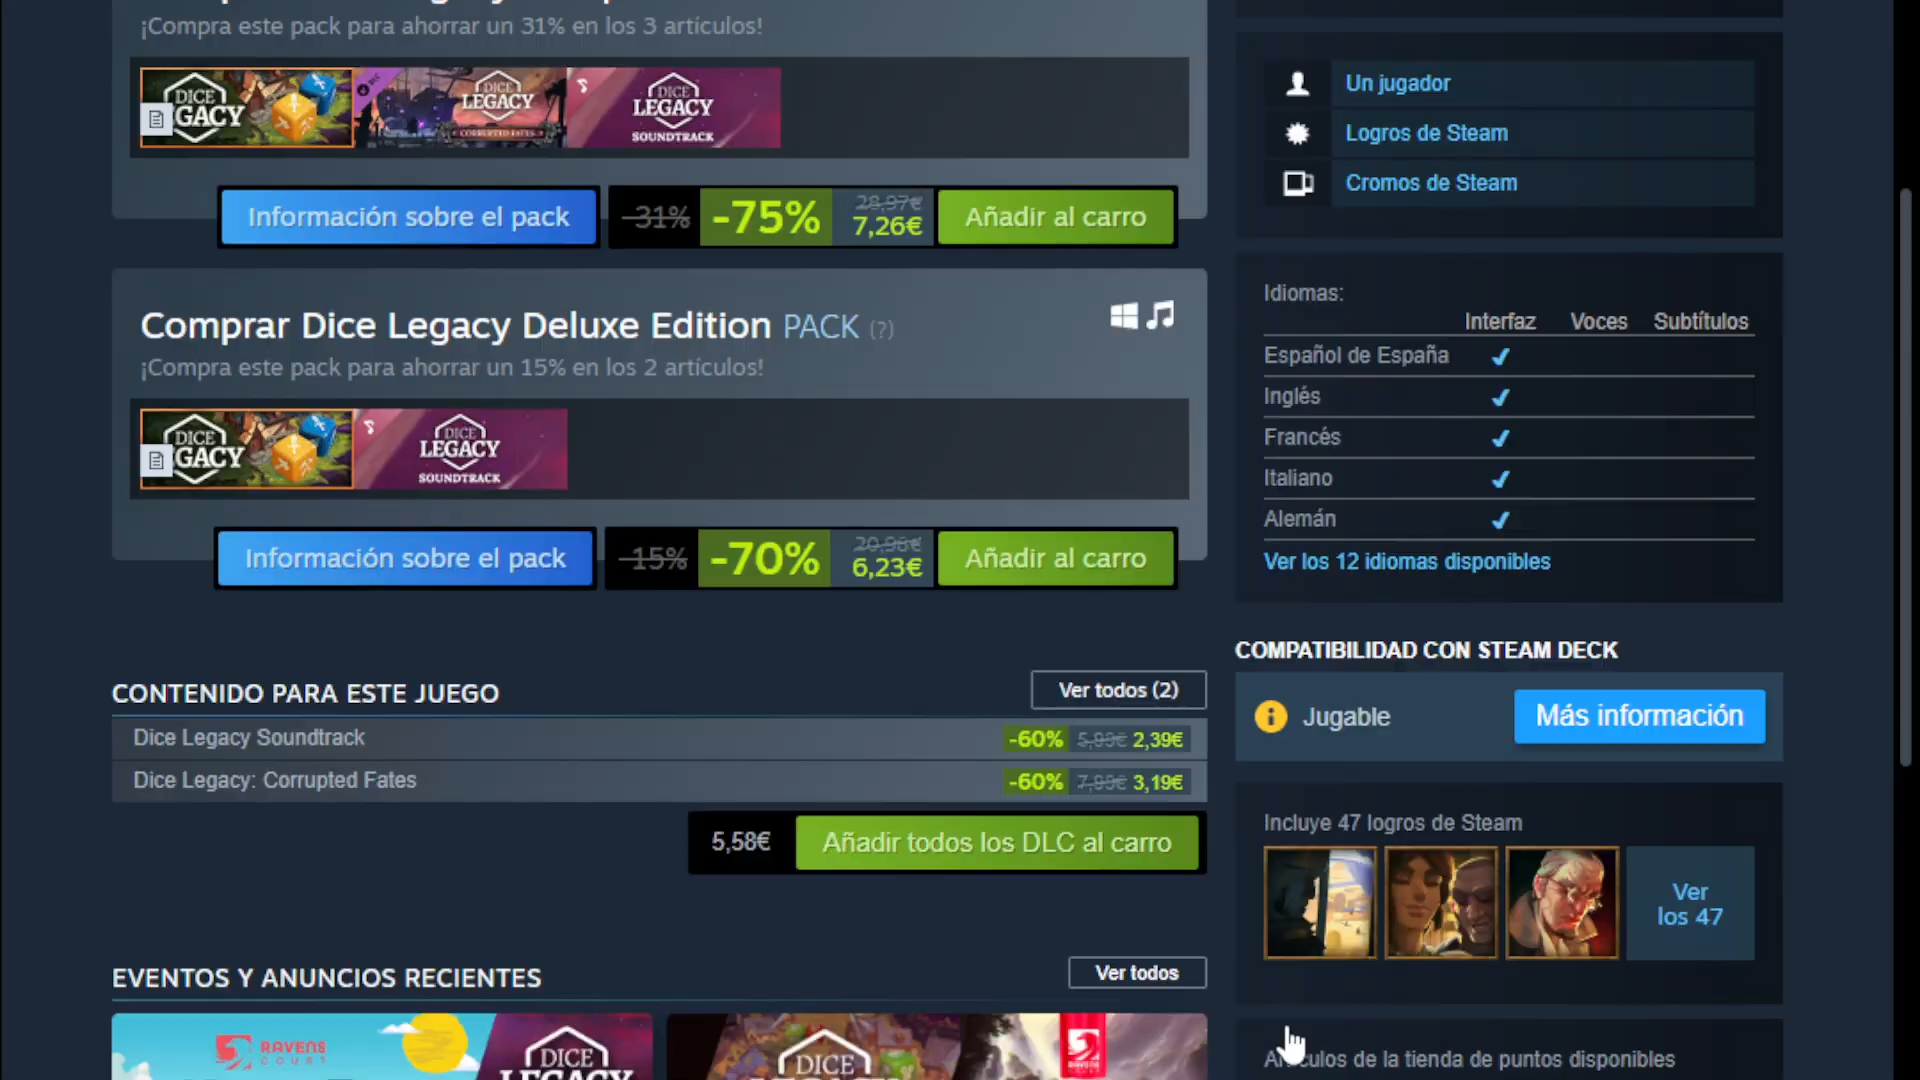 ¡Compra este pack para ahorrar un 31% en los 3 artículos!
DICE LEGACY
DICE LEGACY CORRUPTED FATES
DICE LEGACY SOUNDTRACK
Información sobre el pack
-31% -75% 28,97€ 7,26€ Añadir al carro
Comprar Dice Legacy Deluxe Edition PACK (?)
¡Compra este pack para ahorrar un 15% en los 2 artículos!
DICE GACY
DICE LEGACY SOUNDTRACK
Información sobre el pack
-15% -70% 20,98€ 6,23€ Añadir al carro
CONTENIDO PARA ESTE JUEGO
Ver todos (2)
Dice Legacy Soundtrack -60% 5,99€ 2,39€
Dice Legacy: Corrupted Fates -60% 7,99€ 3,19€
5,58€ Añadir todos los DLC al carro
EVENTOS Y ANUNCIOS RECIENTES
Ver todos
RAVENS COURT
DICE LEGACY
DICE
Un jugador
Logros de Steam
Cromos de Steam
Idiomas:
Interfaz Voces Subtítulos
Español de España
Inglés
Francés
Italiano
Alemán
Ver los 12 idiomas disponibles
COMPATIBILIDAD CON STEAM DECK
Jugable
Más información
Incluye 47 logros de Steam
Ver los 47
de la tienda de puntos disponibles